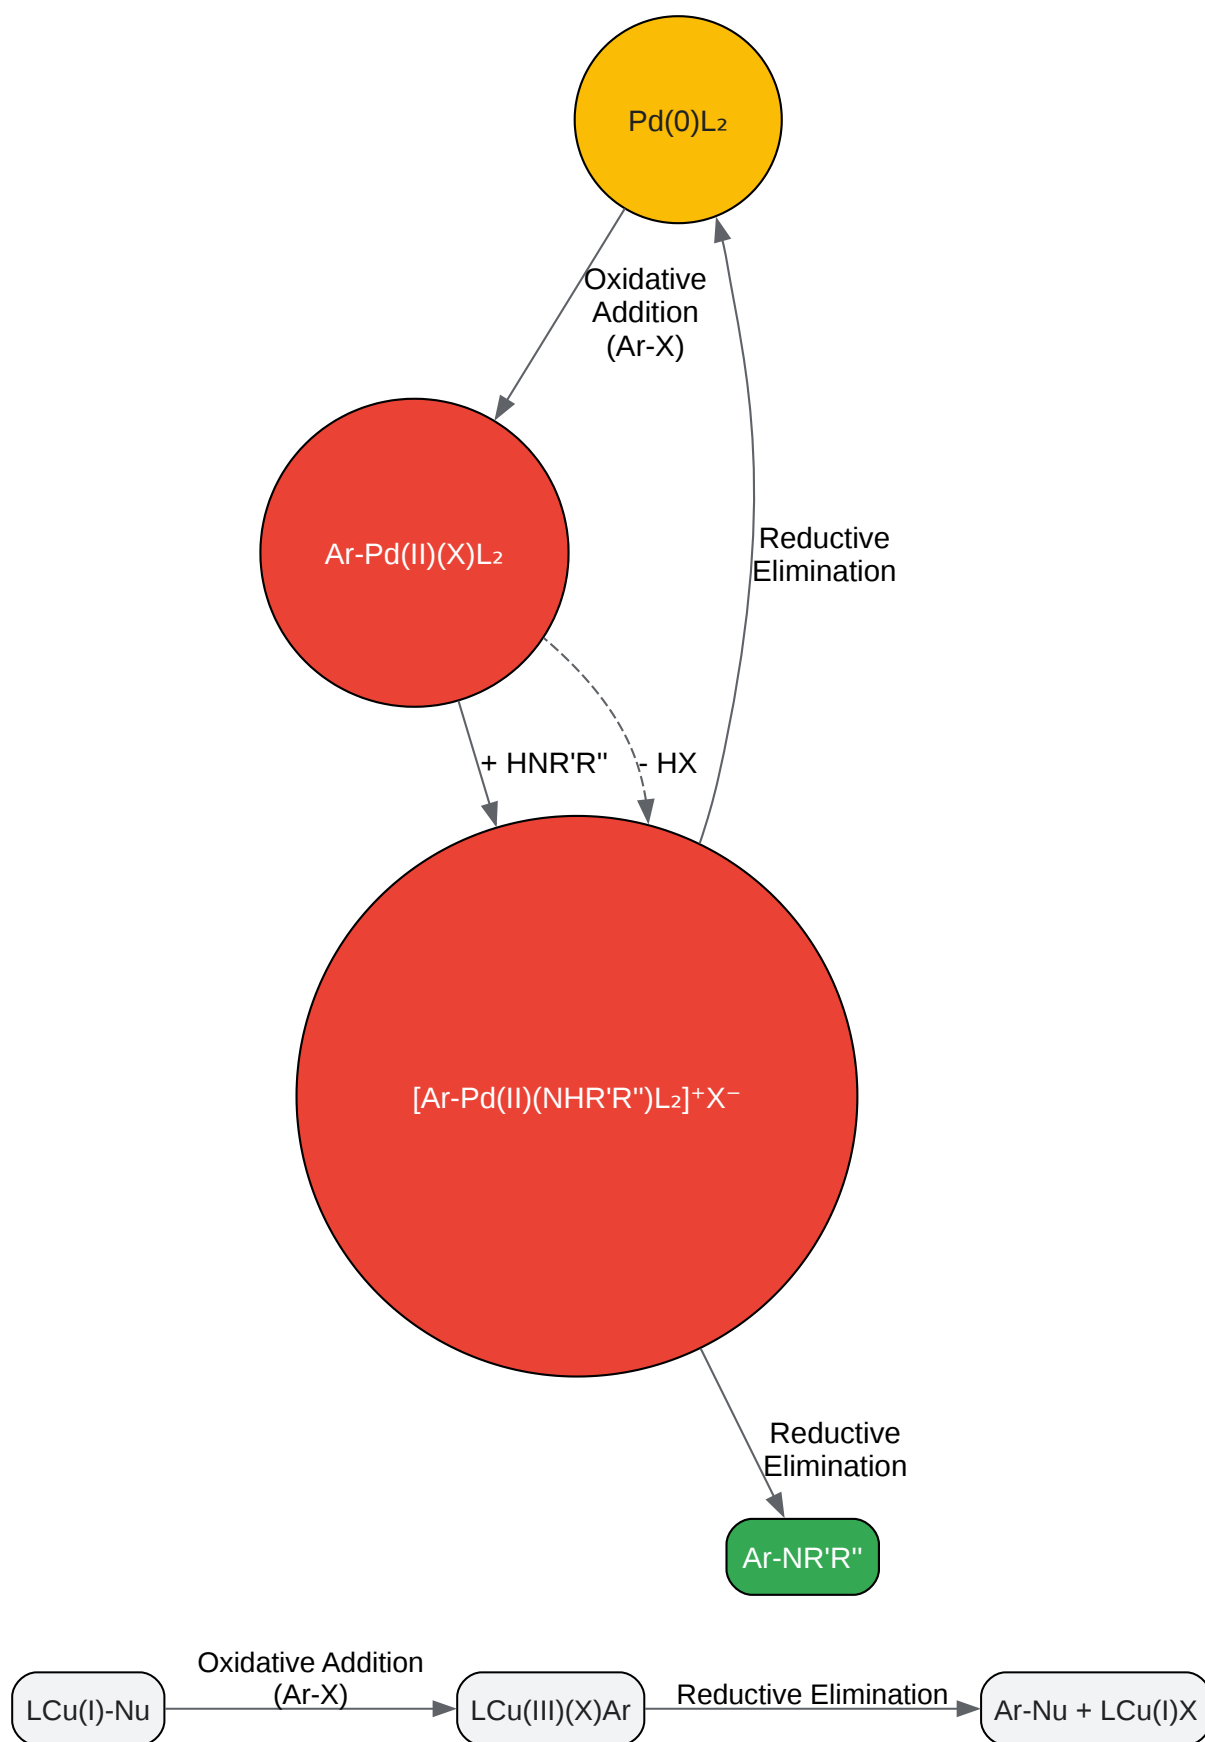 Pd(0)L₂
Oxidative
Addition
(Ar-X)
Ar-Pd(II)(X)L₂
Reductive
Elimination
+ HNR'R''
- HX
[Ar-Pd(II)(NHR'R'')L₂]⁺X⁻
Reductive
Elimination
Ar-NR'R''
LCu(I)-Nu
Oxidative Addition
(Ar-X)
LCu(III)(X)Ar
Reductive Elimination
Ar-Nu + LCu(I)X